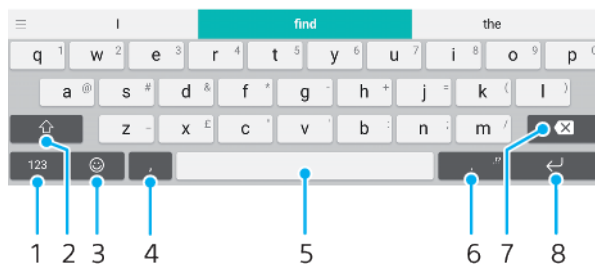 I find the
q 1 w 2 e 3 r 4 t 5 y 6 u 7 i 8 o 9 p 0
a @ s # d & f * g - h + j = k ( l )
z _ x £ c " v ' b : n ; m /
123 , . ,"
1 2 3 4 5 6 7 8